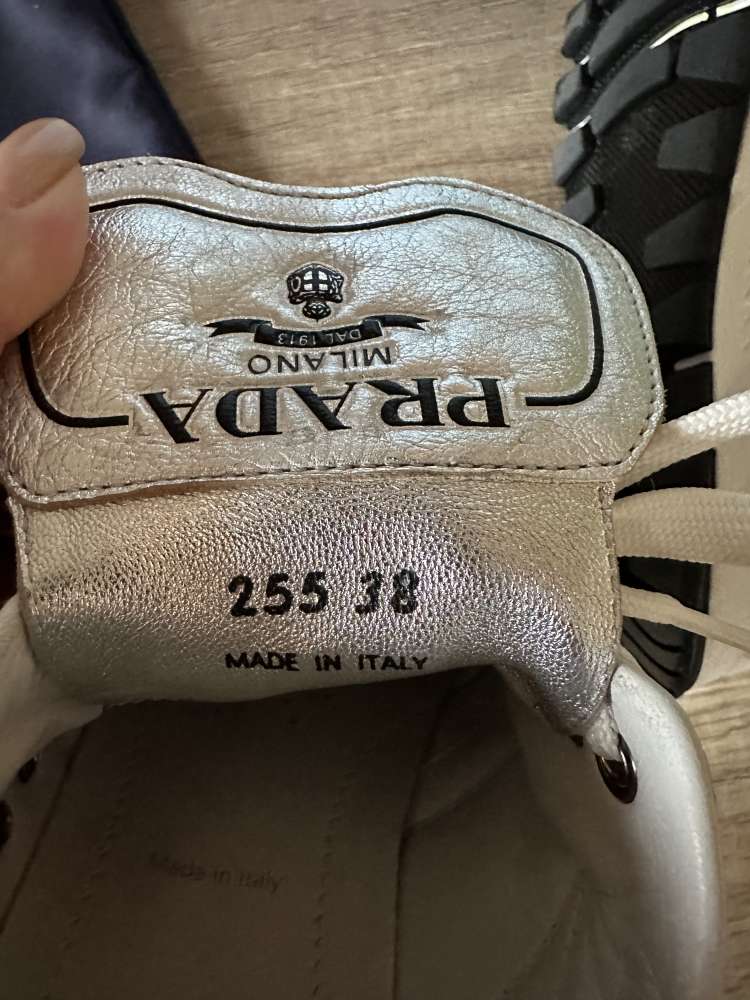 PRADA
MILANO
DAL 1913
255 38
MADE IN ITALY
Made in Italy